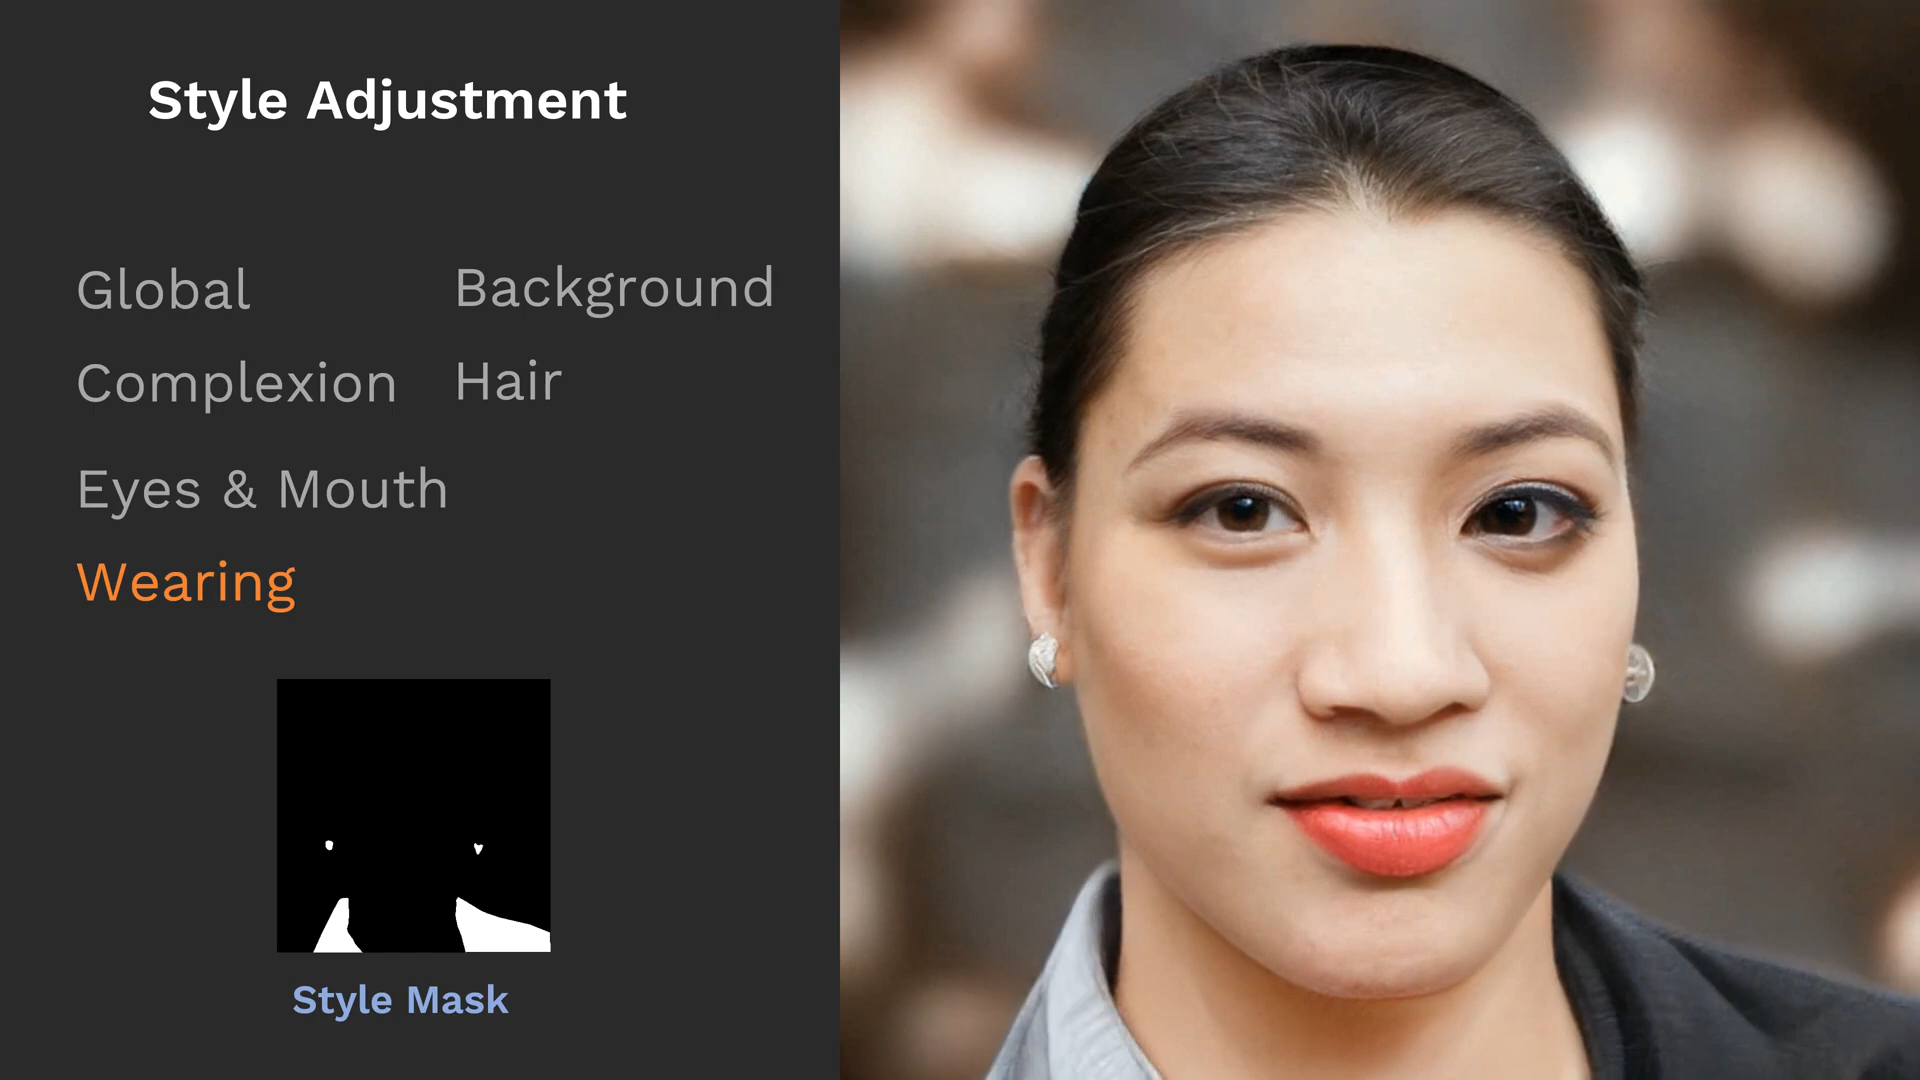 Style Adjustment
Global
Background
Complexion
Hair
Eyes & Mouth
Wearing
Style Mask